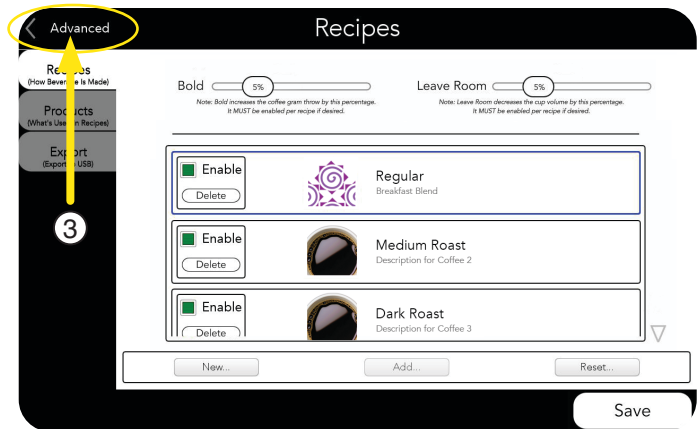 Advanced
Recipes
Recipes
(How Beverage Is Made)
Products
(What's Used in Recipes)
Export
(Export to USB)
3
Bold 5%
Note: Bold increases the coffee gram throw by this percentage.
It MUST be enabled per recipe if desired.
Leave Room 5%
Note: Leave Room decreases the cup volume by this percentage.
It MUST be enabled per recipe if desired.
Enable
Delete
Regular
Breakfast Blend
Enable
Delete
Medium Roast
Description for Coffee 2
Enable
Delete
Dark Roast
Description for Coffee 3
New...
Add...
Reset...
Save